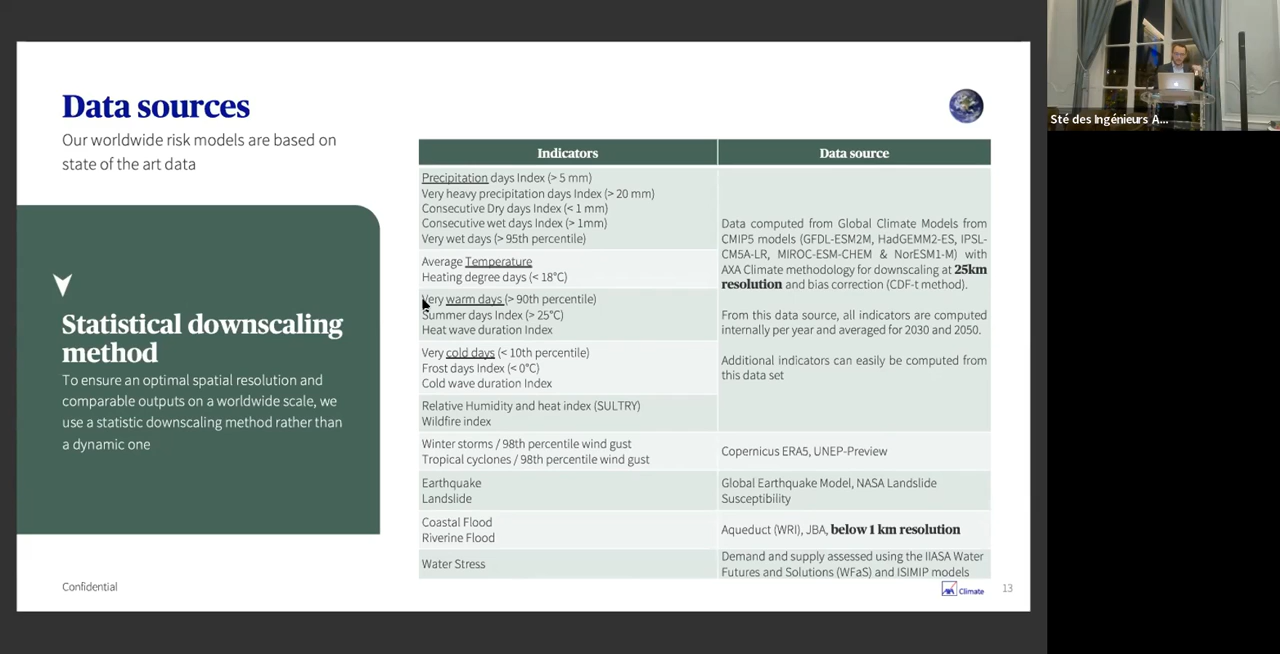 Data sources
Our worldwide risk models are based on
state of the art data
Statistical downscaling
method
To ensure an optimal spatial resolution and
comparable outputs on a worldwide scale, we
use a statistic downscaling method rather than
a dynamic one
Indicators
Data source
Precipitation days Index (> 5 mm)
Very heavy precipitation days Index (> 20 mm)
Consecutive Dry days Index (< 1 mm)
Consecutive wet days Index (> 1mm)
Very wet days (> 95th percentile)
Average Temperature
Heating degree days (< 18°C)
Very warm days (> 90th percentile)
Summer days Index (> 25°C)
Heat wave duration Index
Very cold days (< 10th percentile)
Frost days Index (< 0°C)
Cold wave duration Index
Relative Humidity and heat index (SULTRY)
Wildfire index
Data computed from Global Climate Models from
CMIP5 models (GFDL-ESM2M, HadGEMM2-ES, IPSL-
CM5A-LR, MIROC-ESM-CHEM & NorESM1-M) with
AXA Climate methodology for downscaling at 25km
resolution and bias correction (CDF-t method).
From this data source, all indicators are computed
internally per year and averaged for 2030 and 2050.
Additional indicators can easily be computed from
this data set
Winter storms / 98th percentile wind gust
Tropical cyclones / 98th percentile wind gust
Copernicus ERA5, UNEP-Preview
Earthquake
Landslide
Global Earthquake Model, NASA Landslide
Susceptibility
Coastal Flood
Riverine Flood
Aqueduct (WRI), JBA, below 1 km resolution
Water Stress
Demand and supply assessed using the IIASA Water
Futures and Solutions (WFaS) and ISIMIP models
Confidential
AXA Climate
13
Sté des Ingénieurs A...